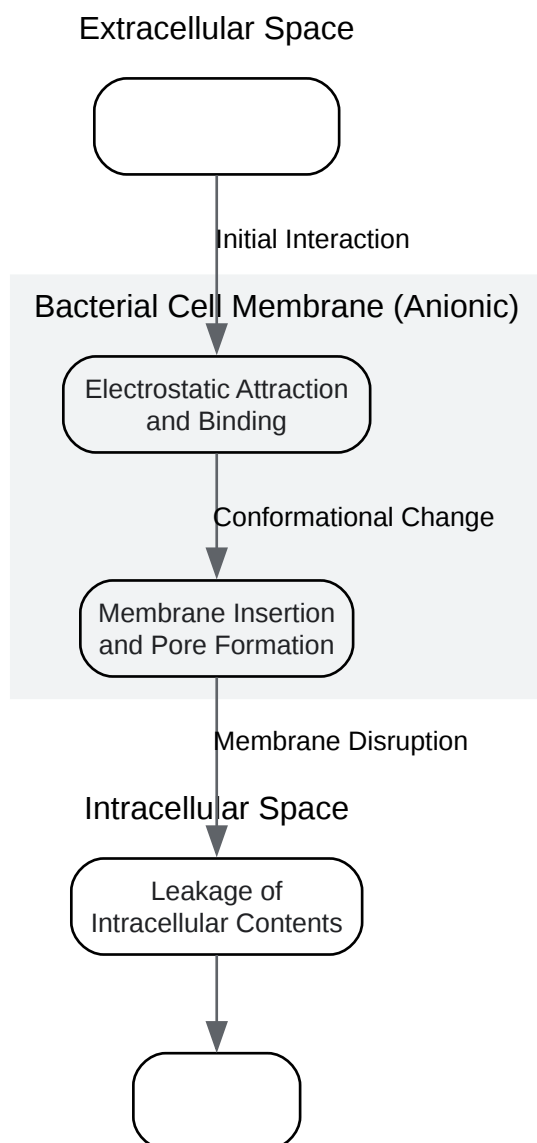 Extracellular Space
Initial Interaction
Bacterial Cell Membrane (Anionic)
Electrostatic Attraction
and Binding
Conformational Change
Membrane Insertion
and Pore Formation
Membrane Disruption
Intracellular Space
Leakage of
Intracellular Contents